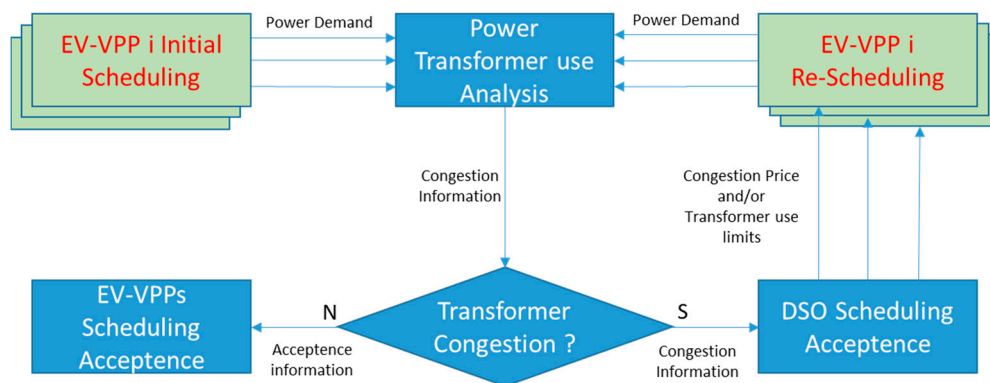 EV-VPP i Initial
Scheduling
Power Demand
Power
Transformer use
Analysis
Power Demand
EV-VPP i
Re-Scheduling
Congestion
Information
Congestion Price
and/or
Transformer use
limits
EV-VPPs
Scheduling
Acceptence
N
Acceptance
information
Transformer
Congestion ?
S
Congestion
Information
DSO Scheduling
Acceptence